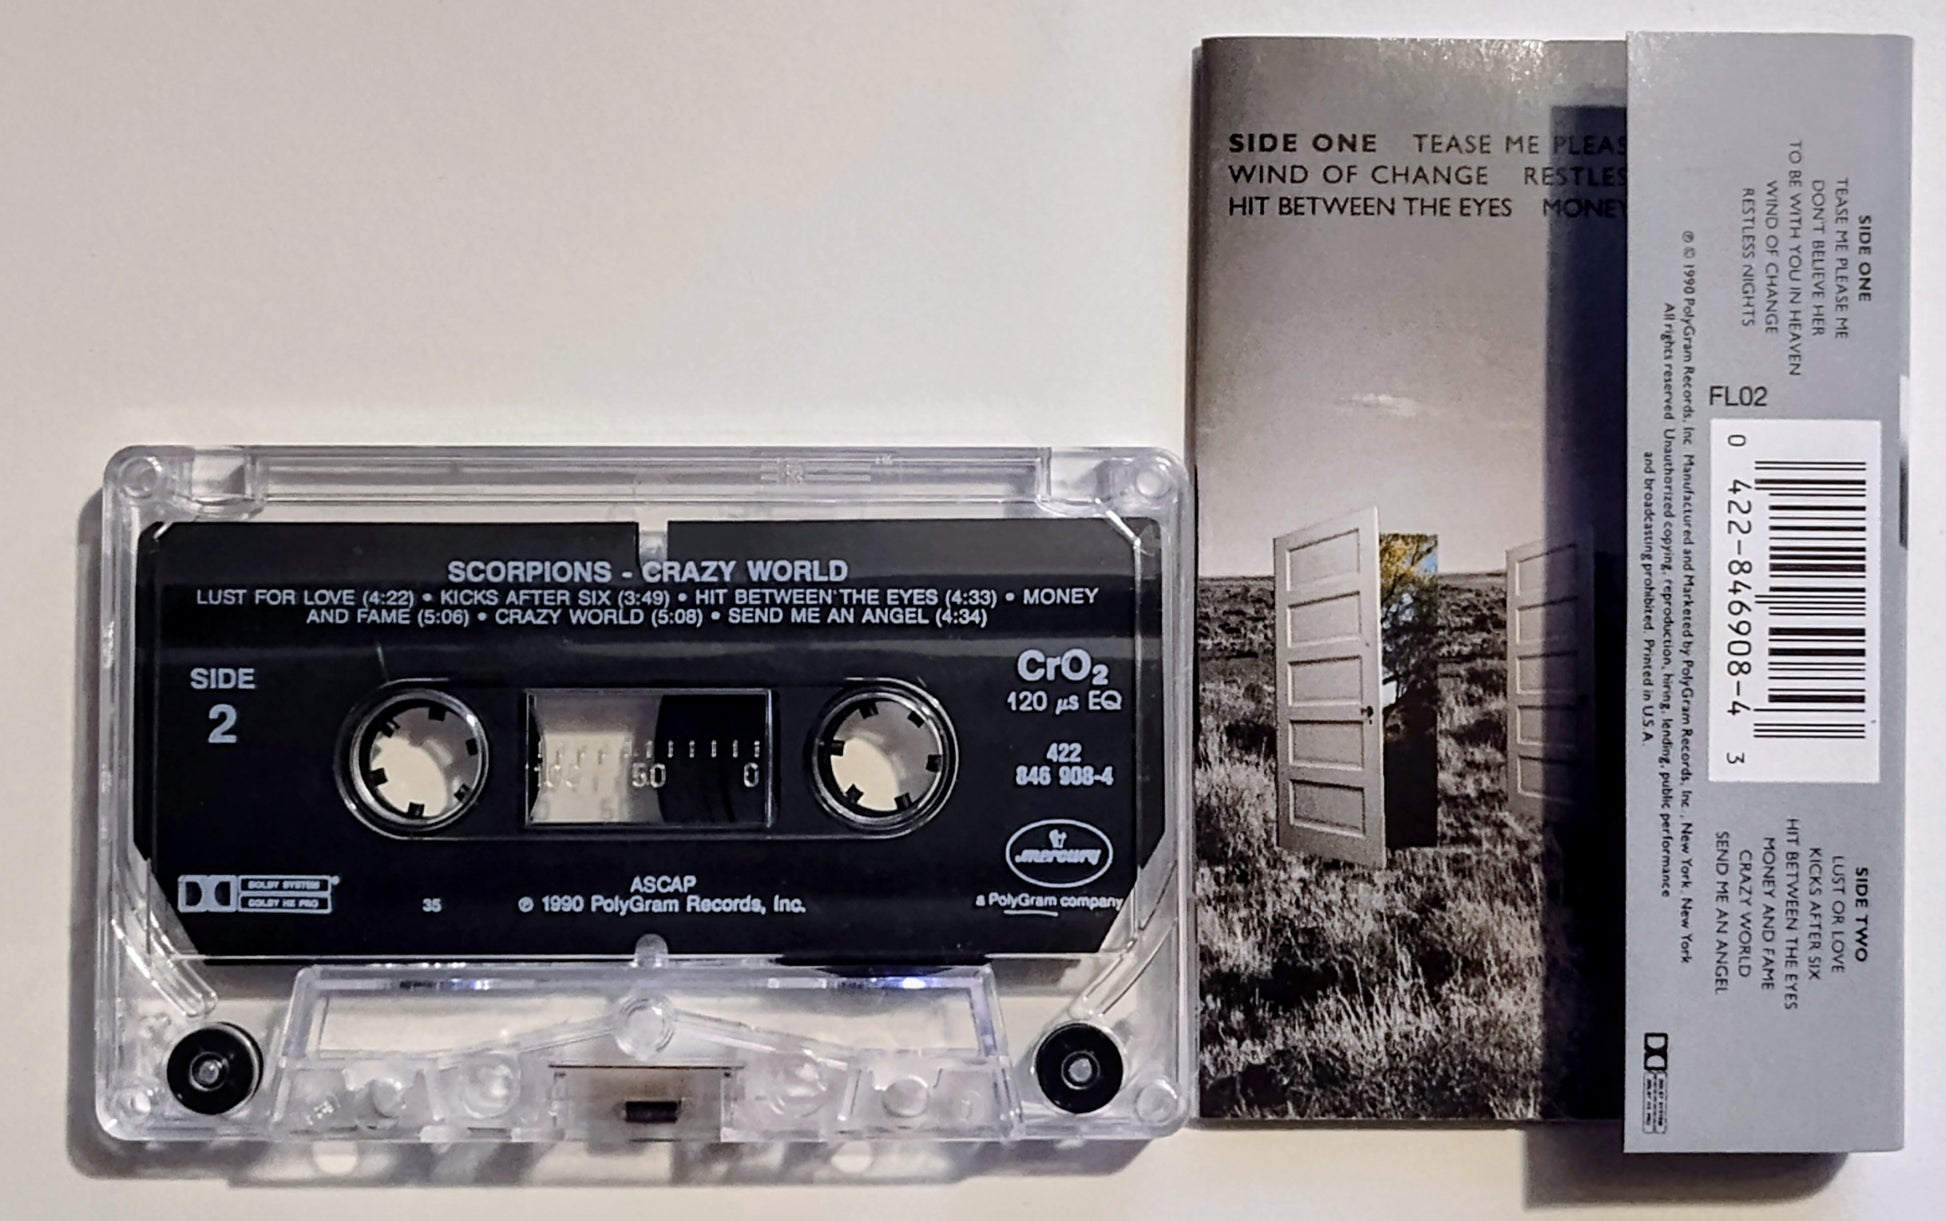 SCORPIONS - CRAZY WORLD
LUST FOR LOVE (4:22) • KICKS AFTER SIX (3:49) • HIT BETWEEN THE EYES (4:33) • MONEY
AND FAME (5:06) • CRAZY WORLD (5:08) • SEND ME AN ANGEL (4:34)
SIDE
2
CrO2
120 µs EQ
422
846 908-4
100 50 0
mercury
a PolyGram company
DOLBY SYSTEM
DOLBY HX PRO
35
ASCAP
℗ 1990 PolyGram Records, Inc.
SIDE ONE TEASE ME PLEAS
WIND OF CHANGE RESTLES
HIT BETWEEN THE EYES MONEY
SIDE ONE
TEASE ME PLEASE ME
DON'T BELIEVE HER
TO BE WITH YOU IN HEAVEN
WIND OF CHANGE
RESTLESS NIGHTS
FL02
0 422-846908-4 3
SIDE TWO
LUST OR LOVE
KICKS AFTER SIX
HIT BETWEEN THE EYES
MONEY AND FAME
CRAZY WORLD
SEND ME AN ANGEL
℗ © 1990 PolyGram Records, Inc. Manufactured and Marketed by PolyGram Records, Inc., New York, New York
All rights reserved. Unauthorized copying, reproduction, hiring, lending, public performance
and broadcasting prohibited. Printed in U.S.A.